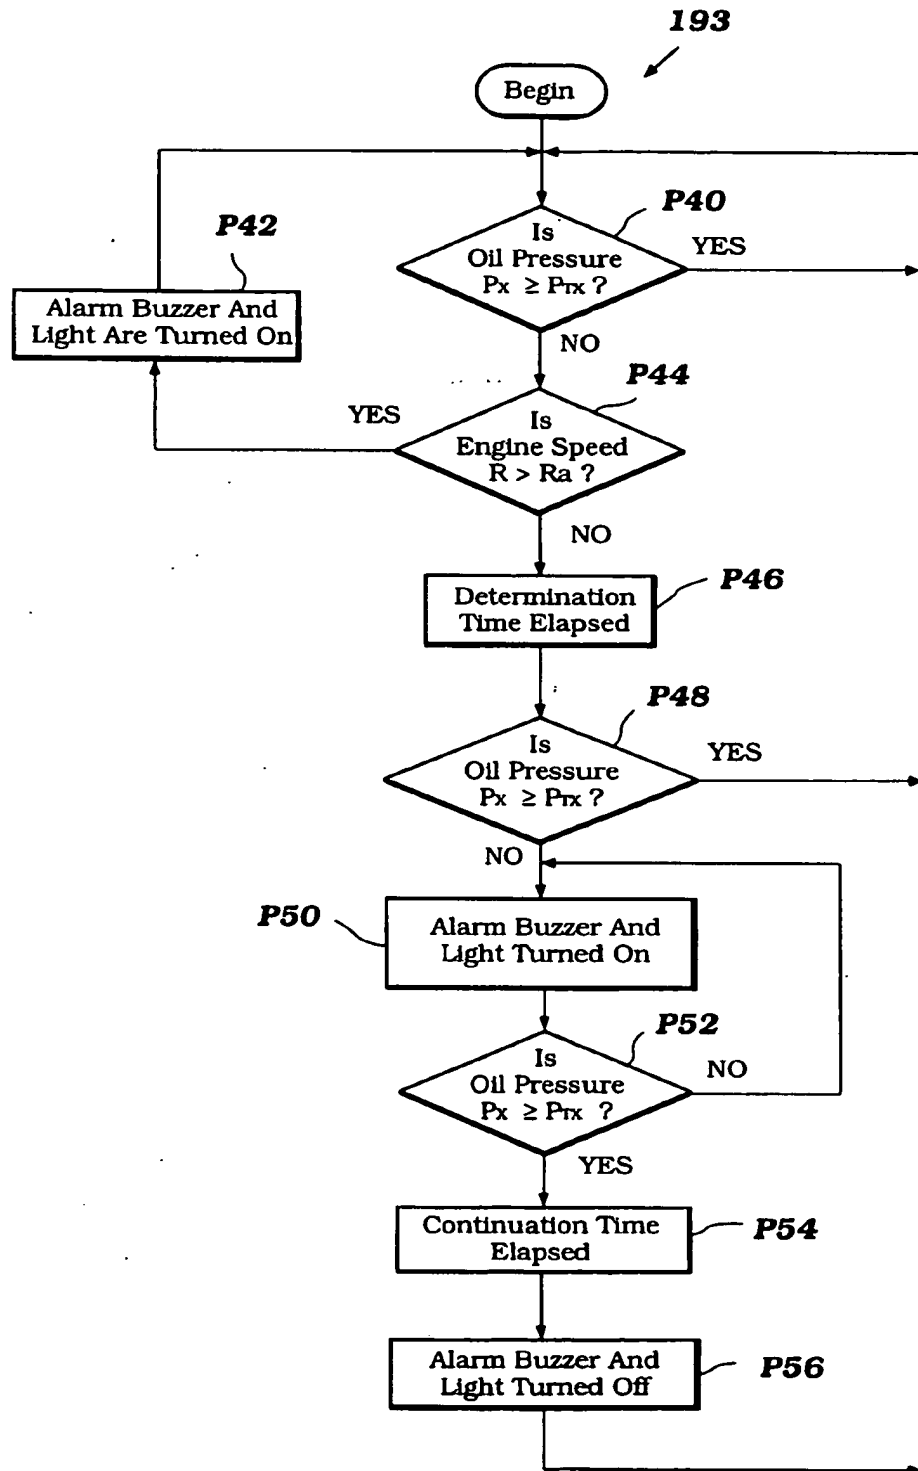 193
Begin
P40
Is
Oil Pressure
Px ≥ PTX ?
YES
NO
P42
Alarm Buzzer And
Light Are Turned On
P44
YES
Is
Engine Speed
R > Ra ?
NO
P46
Determination
Time Elapsed
P48
Is
Oil Pressure
Px ≥ PTX ?
YES
NO
P50
Alarm Buzzer And
Light Turned On
P52
Is
Oil Pressure
Px ≥ PTX ?
NO
YES
Continuation Time
Elapsed
P54
Alarm Buzzer And
Light Turned Off
P56